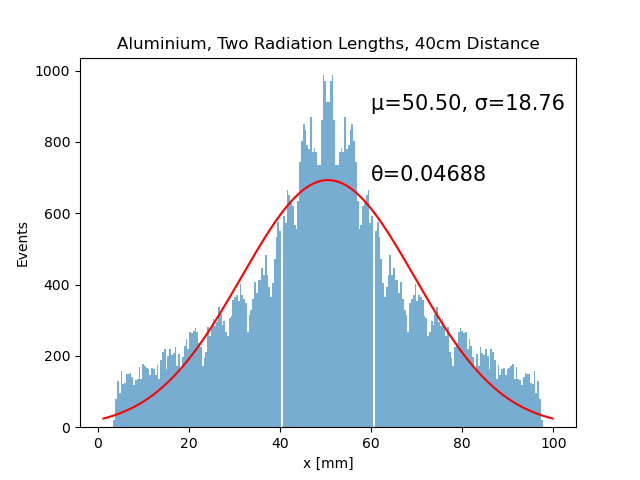 Aluminium, Two Radiation Lengths, 40cm Distance
1000
μ=50.50, σ=18.76
800
θ=0.04688
600
Events
400
200
0
0 20 40 60 80 100
x [mm]